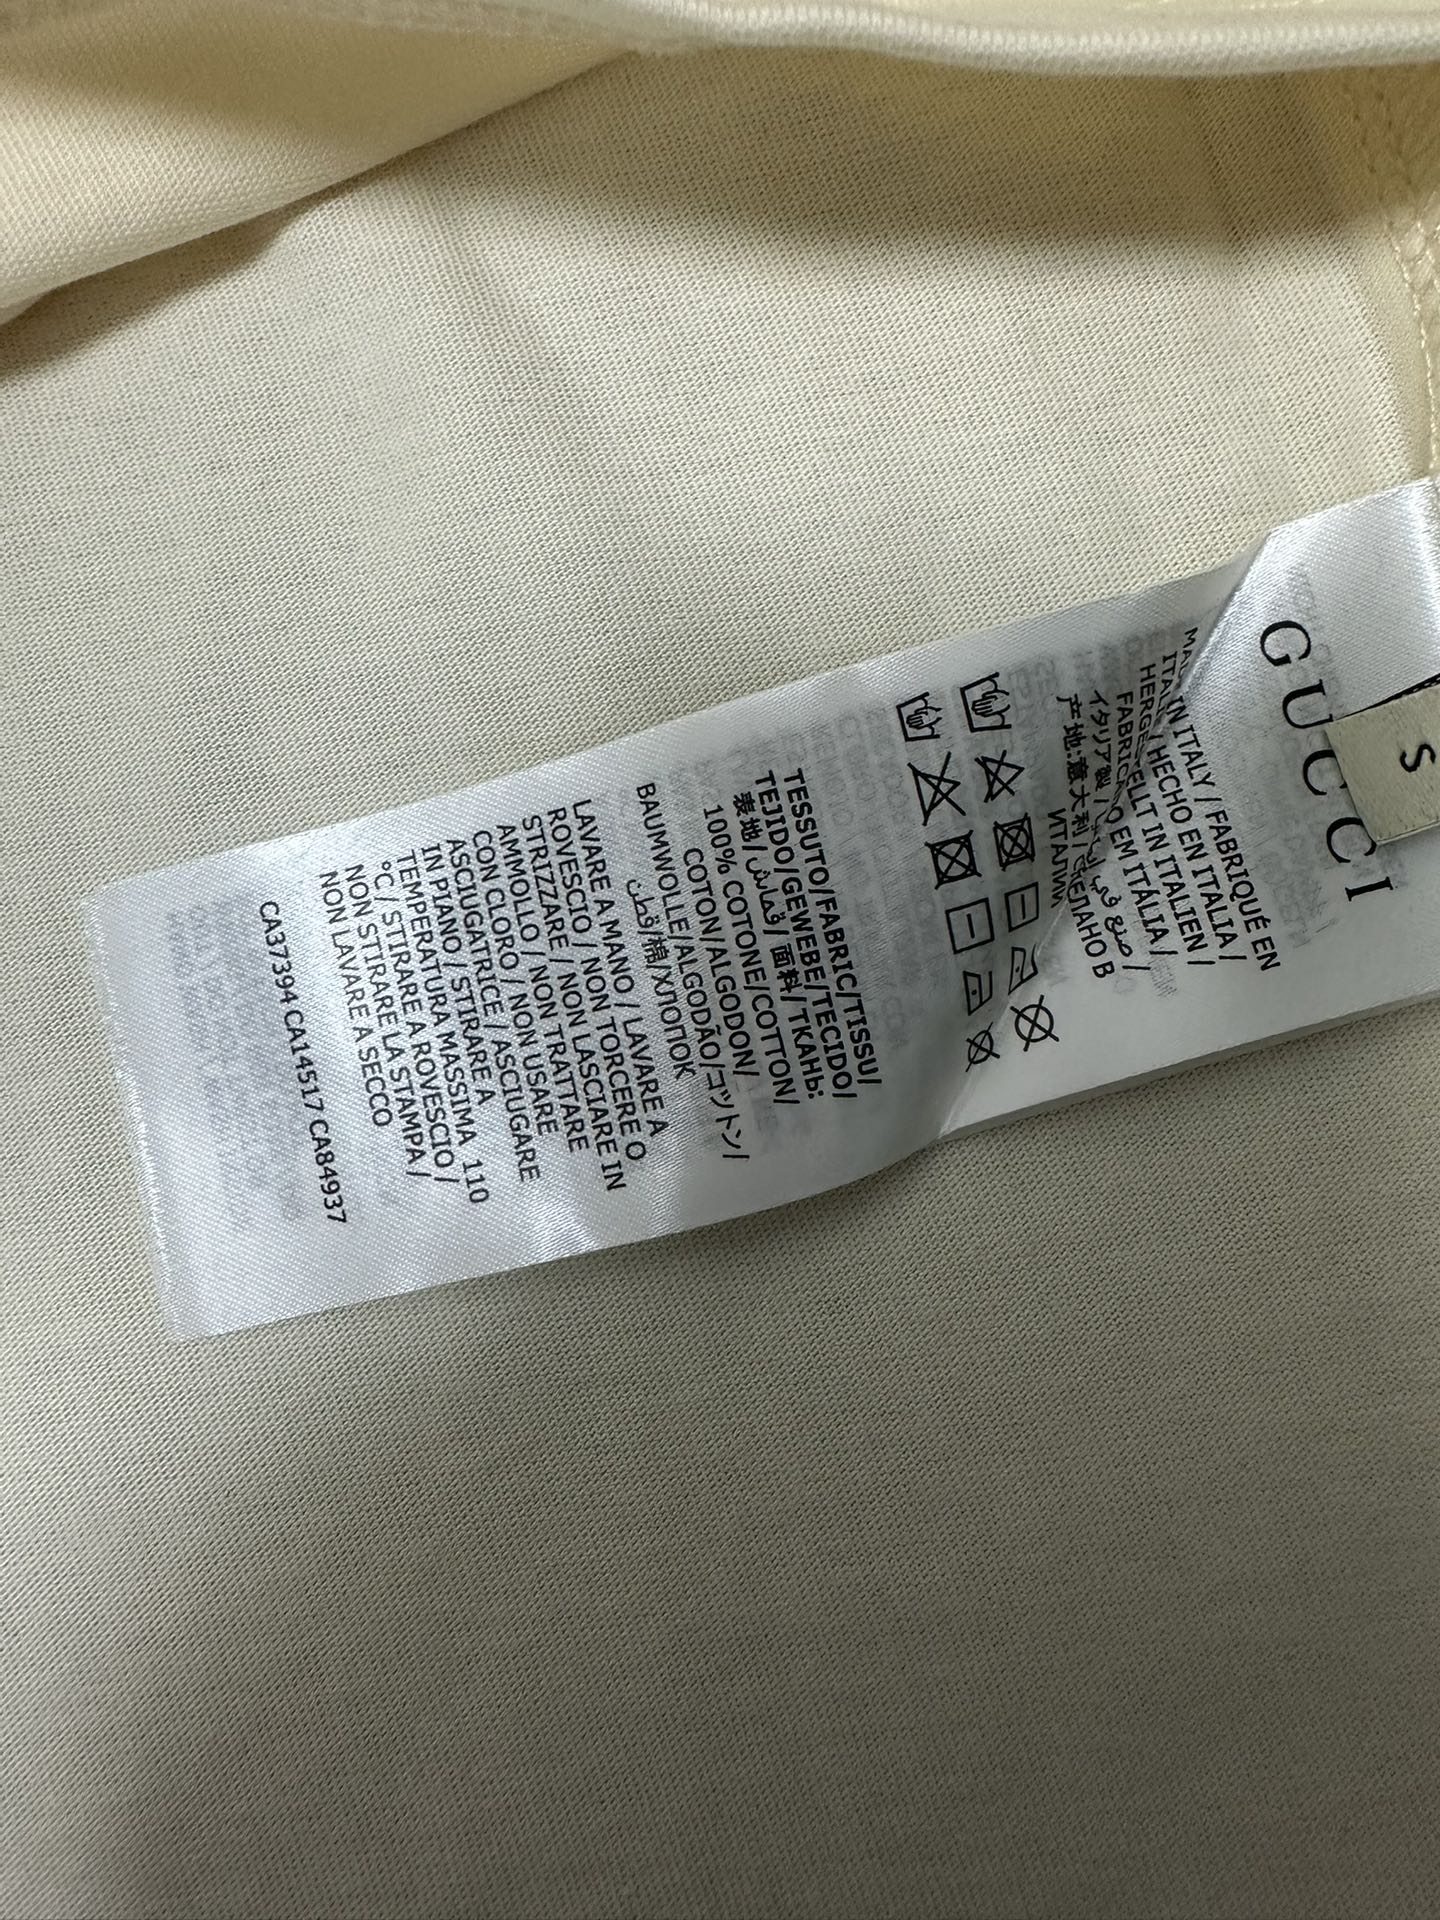 GUCCI
S
IN ITALY / FABRIQUÉ EN
ITALIE / HECHO EN ITALIA /
HERGESTELLT IN ITALIEN /
EM ITÁLIA /
イタリア製 /
产地:意大利 / СДЕЛАНО В
ИТАЛИИ
TESSUTO/FABRIC/TISSU/
TEJIDO/GEWEBE/TECIDO/
表地/قماش/面料/ТКАНЬ:
100% COTONE/COTTON/
COTON/ALGODON/
BAUMWOLLE/ALGODÃO/コットン/
قطن/棉/ХЛОПОК
LAVARE A MANO / LAVARE A
ROVESCIO / NON TORCERE O
STRIZZARE / NON LASCIARE IN
AMMOLLO / NON TRATTARE
CON CLORO / NON USARE
ASCIUGATRICE / ASCIUGARE
IN PIANO / STIRARE A
TEMPERATURA MASSIMA 110
°C / STIRARE A ROVESCIO /
NON STIRARE LA STAMPA /
NON LAVARE A SECCO
CA37394 CA14517 CA84937